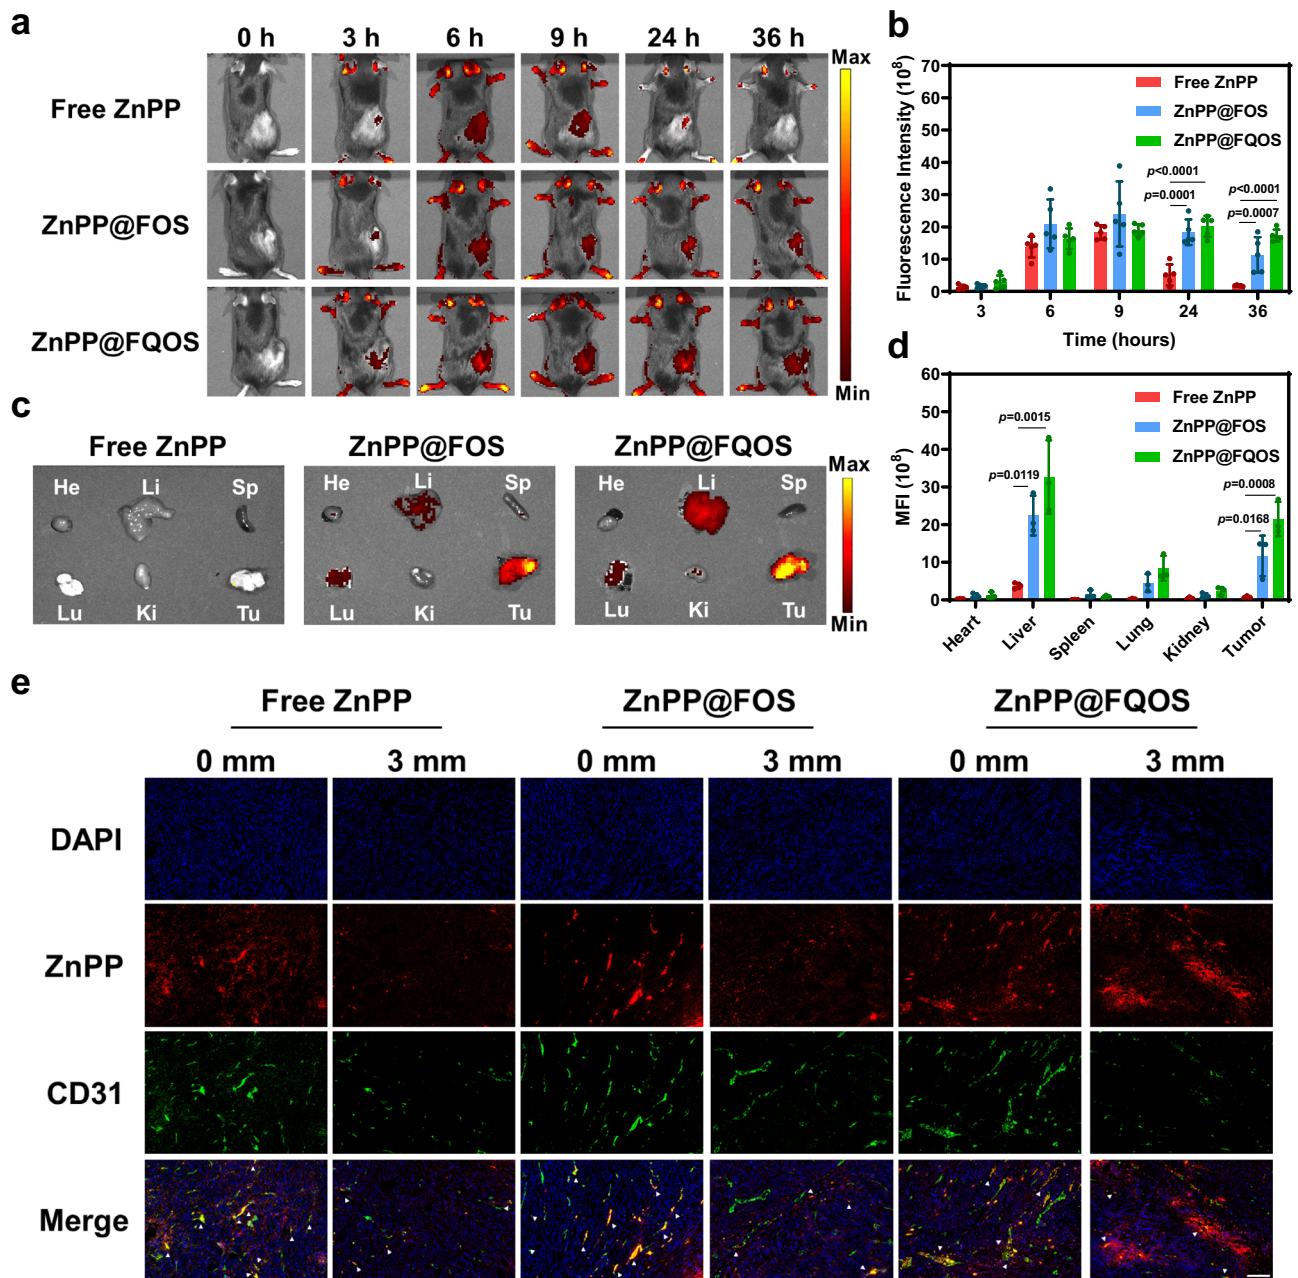 a
0 h 3 h 6 h 9 h 24 h 36 h
Free ZnPP
ZnPP@FOS
ZnPP@FQOS
Max
Min
b
Fluorescence Intensity (10⁸)
70
60
50
40
30
20
10
0
Free ZnPP
ZnPP@FOS
ZnPP@FQOS
p<0.0001
p=0.0001
p<0.0001
p=0.0007
3 6 9 24 36
Time (hours)
c
Free ZnPP ZnPP@FOS ZnPP@FQOS
He Li Sp He Li Sp He Li Sp
Lu Ki Tu Lu Ki Tu Lu Ki Tu
Max
Min
d
MFI (10⁸)
60
50
40
30
20
10
0
Free ZnPP
ZnPP@FOS
ZnPP@FQOS
p=0.0015
p=0.0119
p=0.0008
p=0.0168
Heart Liver Spleen Lung Kidney Tumor
e
Free ZnPP ZnPP@FOS ZnPP@FQOS
0 mm 3 mm 0 mm 3 mm 0 mm 3 mm
DAPI
ZnPP
CD31
Merge